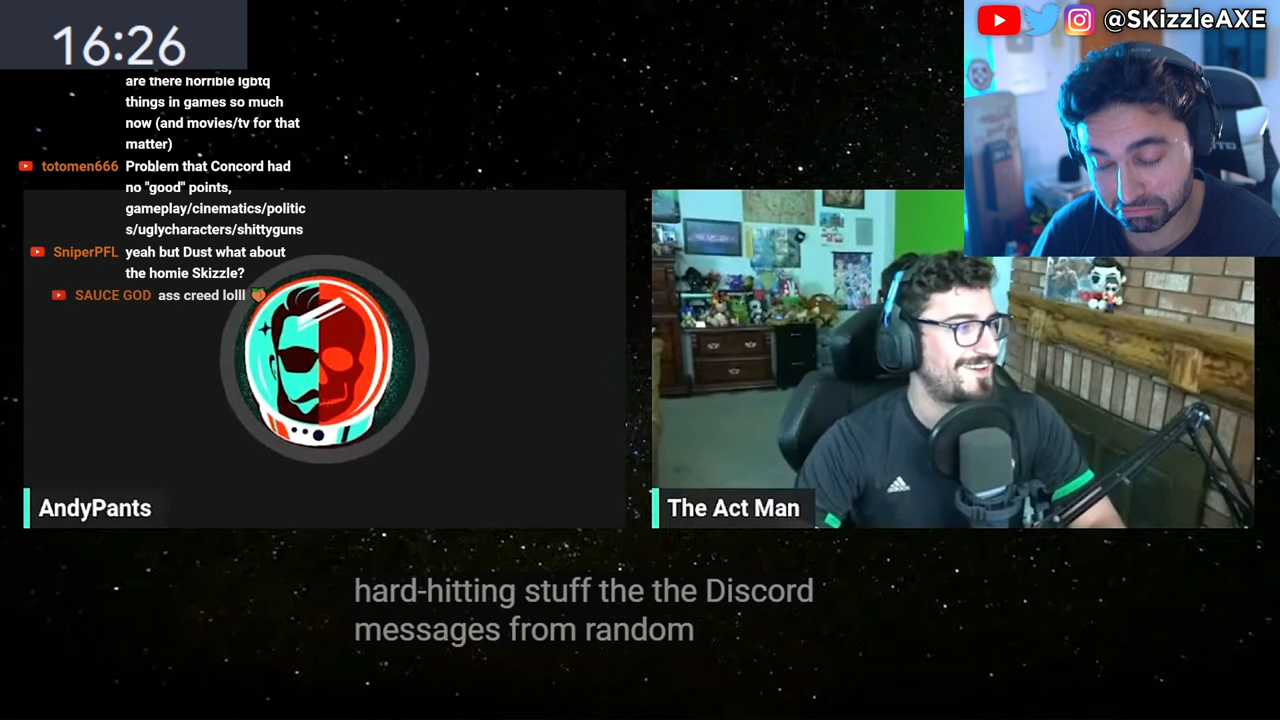 16:26
@SKizzleAXE
are there horrible lgbtq
things in games so much
now (and movies/tv for that
matter)
totomen666 Problem that Concord had
no "good" points,
gameplay/cinematics/politic
s/uglycharacters/shittyguns
SniperPFL yeah but Dust what about
the homie Skizzle?
SAUCE GOD ass creed lolll 🍑
AndyPants
The Act Man
hard-hitting stuff the the Discord
messages from random